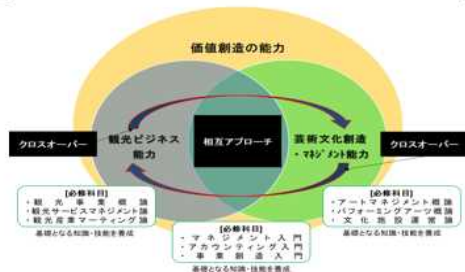 価値創造の能力
クロスオーバー
観光ビジネス
能力
相互アプローチ
芸術文化創造
・マネジメント能力
クロスオーバー
【必修科目】
・観光事業概論
・観光サービスマネジメント論
・観光産業マーケティング論
基礎となる知識・技能を養成
【必修科目】
・マネジメント入門
・アカウンティング入門
・事業創造入門
基礎となる知識・技能を養成
【必修科目】
・アートマネジメント概論
・パフォーミングアーツ概論
・文化施設運営論
基礎となる知識・技能を養成